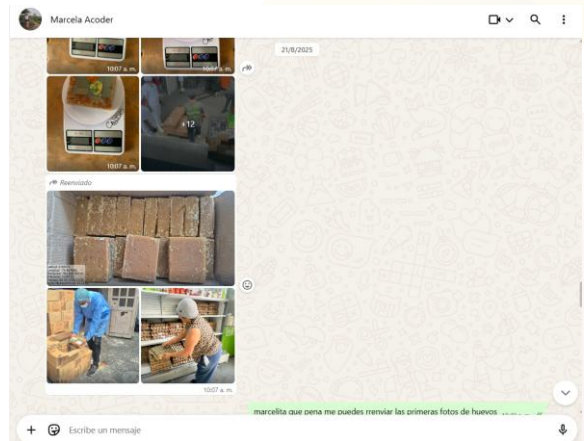 Marcela Acoder
21/8/2025
10:07 a. m.
10:07 a. m.
10:07 a. m.
+12
Reenviado
10:07 a. m.
marcelita que pena me puedes rrenviar las primeras fotos de huevos
Escribe un mensaje